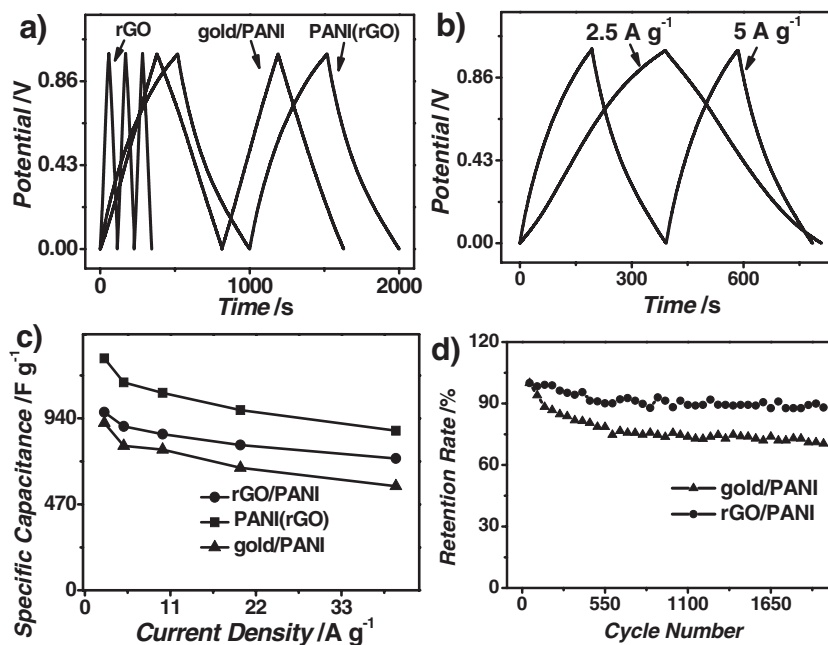 a)
rGO
gold/PANI
PANI(rGO)
0.86
0.43
0.00
Potential /V
0
1000
2000
Time /s
b)
2.5 A g-1
5 A g-1
0.86
0.43
0.00
Potential /V
0
300
600
Time /s
c)
940
470
0
Specific Capacitance /F g-1
rGO/PANI
PANI(rGO)
gold/PANI
0
11
22
33
Current Density /A g-1
d)
120
90
60
30
0
Retention Rate /%
gold/PANI
rGO/PANI
0
550
1100
1650
Cycle Number